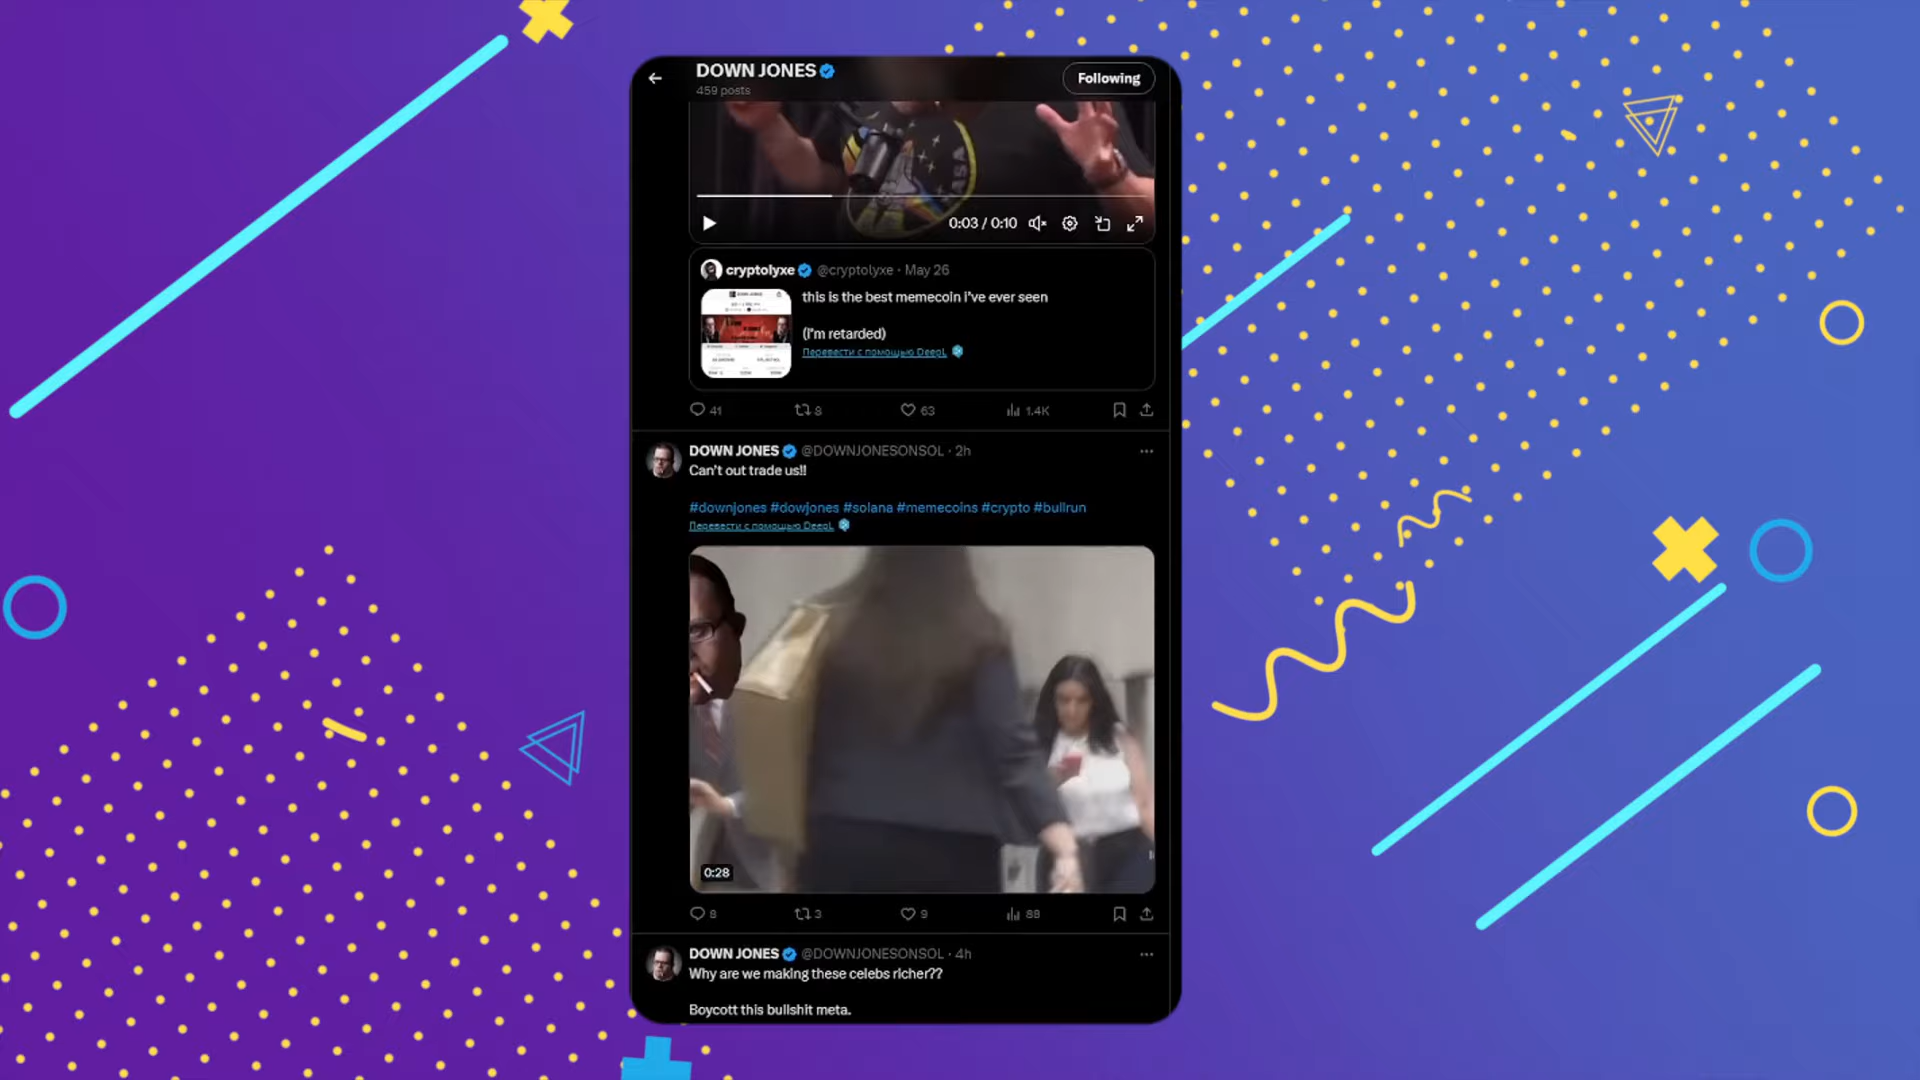 DOWN JONES
459 posts
Following
0:03 / 0:10
cryptolyxe @cryptolyxe · May 26
this is the best memecoin i've ever seen
(I'm retarded)
Перевести с помощью DeepL
41 8 63 1.4K
DOWN JONES @DOWNJONESONSOL · 2h
Can't out trade us!!
#downjones #dowjones #solana #memecoins #crypto #bullrun
Перевести с помощью DeepL
0:28
8 3 9 88
DOWN JONES @DOWNJONESONSOL · 4h
Why are we making these celebs richer??
Boycott this bullshit meta.